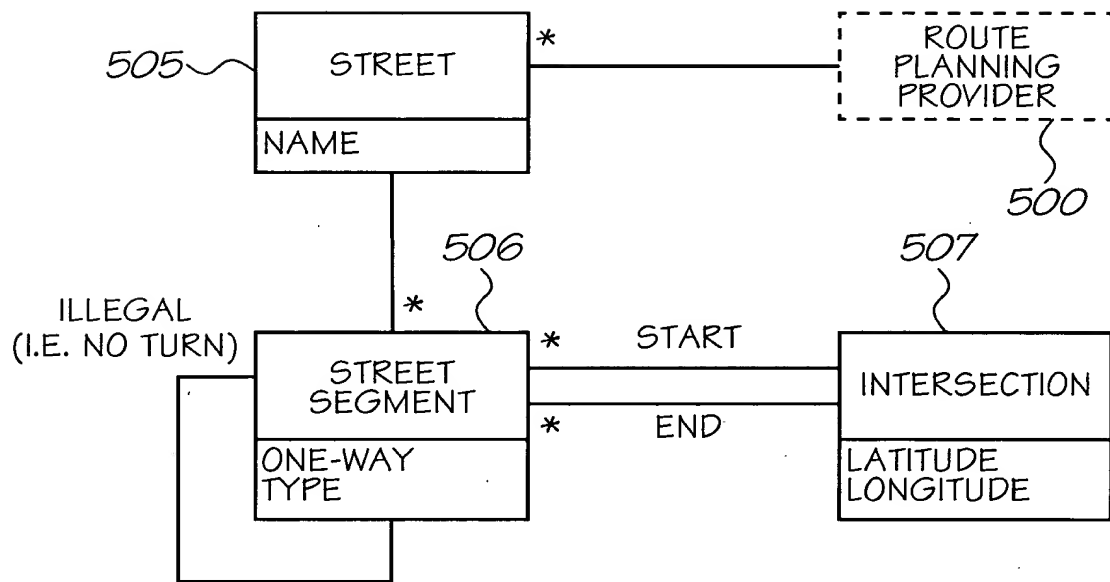 505
STREET
NAME
*
ROUTE
PLANNING
PROVIDER
500
506
507
ILLEGAL
(I.E. NO TURN)
*
STREET
SEGMENT
ONE-WAY
TYPE
*
START
*
END
INTERSECTION
LATITUDE
LONGITUDE